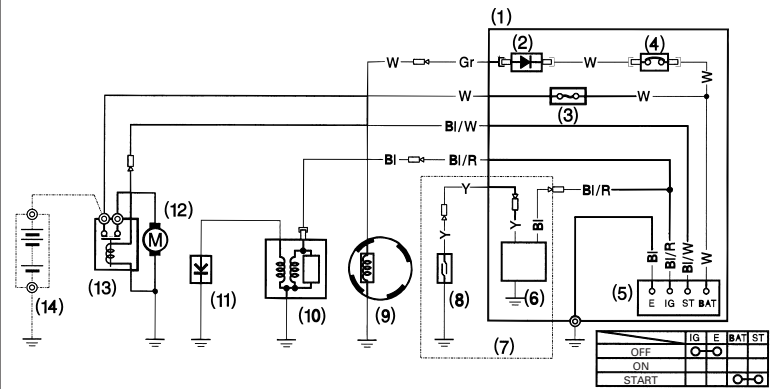 (1)
(2)
(4)
W
Gr
W
W
W
W
(3)
Bl/W
Bl
Bl/R
Y
Bl/R
Y
Y
Bl
(12)
M
(13)
(14)
(11)
(10)
(9)
(8)
(6)
(7)
Bl
Bl/R
Bl/W
W
(5)
E IG ST BAT
IG E BAT ST
OFF
ON
START